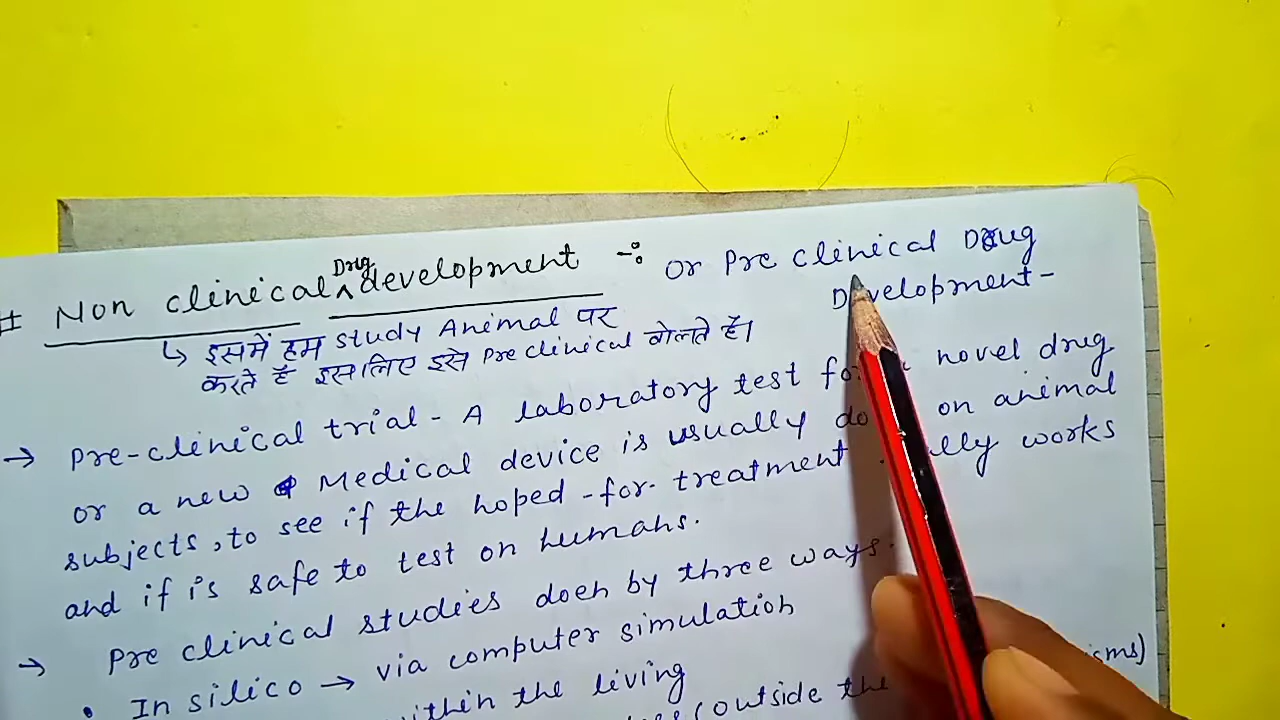 # Non clinical Drug development -: or Pre clinical Drug
Development -
↳ इसमें हम study Animal पर
करते हैं इसलिए इसे Pre clinical बोलते हैं।
→ Pre-clinical trial - A laboratory test for novel drug
or a new Medical device is usually do on animal
subjects, to see if the hoped-for- treatment ally works
and if is safe to test on humans.
→ Pre clinical studies doen by three ways.
• In silico → via computer simulation
within the living isms)
(outside the